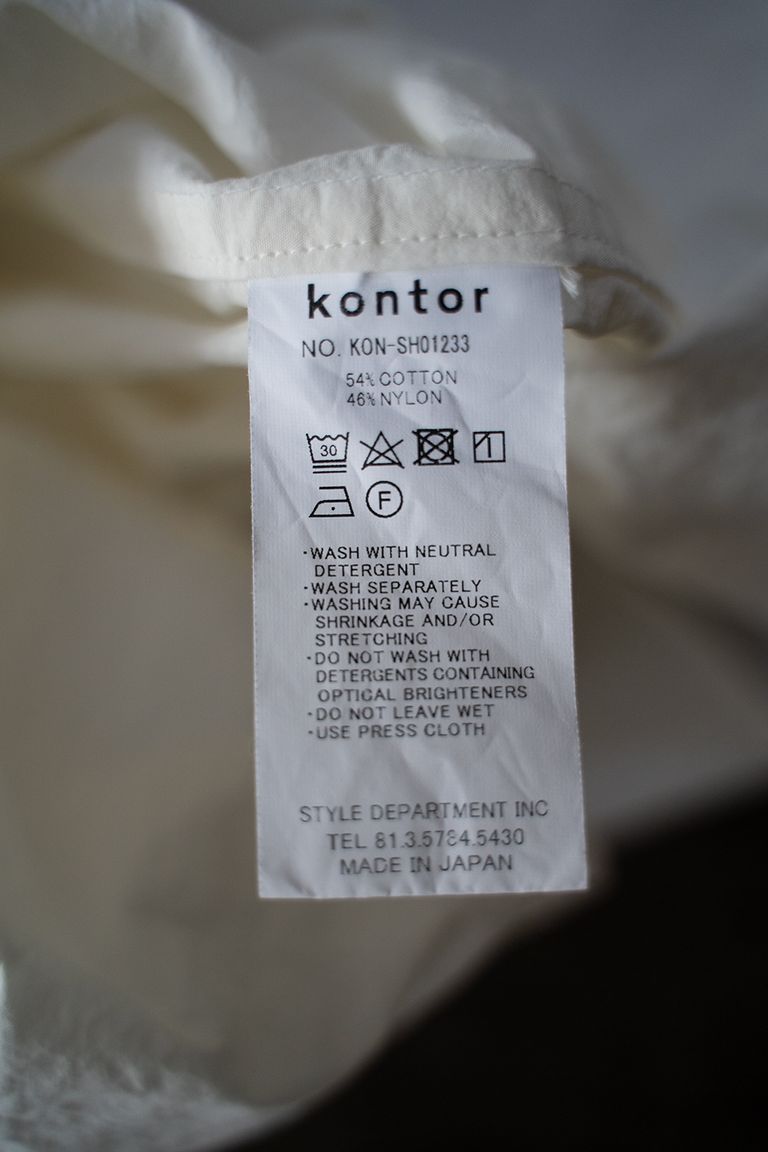 kontor
NO. KON-SH01233
54% COTTON
46% NYLON
30
F
·WASH WITH NEUTRAL
DETERGENT
·WASH SEPARATELY
·WASHING MAY CAUSE
SHRINKAGE AND/OR
STRETCHING
·DO NOT WASH WITH
DETERGENTS CONTAINING
OPTICAL BRIGHTENERS
·DO NOT LEAVE WET
·USE PRESS CLOTH
STYLE DEPARTMENT INC
TEL 81.3.5784.5430
MADE IN JAPAN